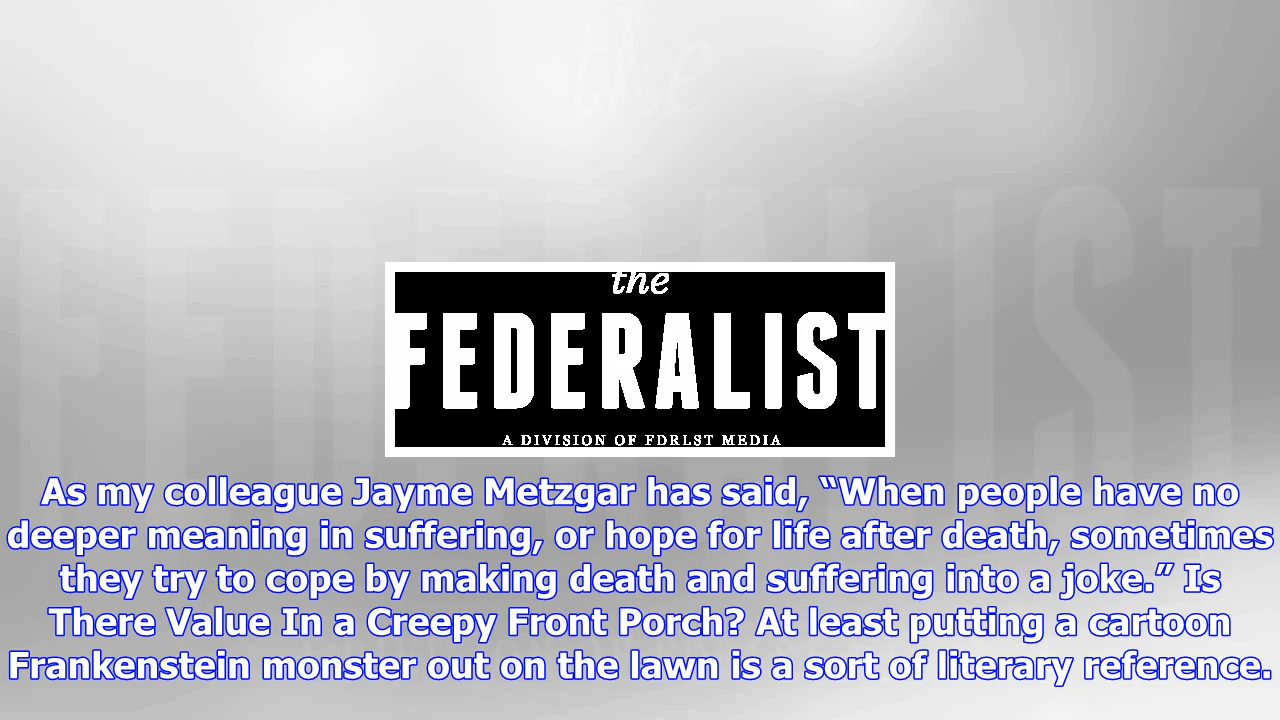 the
FEDERALIST
the
FEDERALIST
A DIVISION OF FDRLST MEDIA
As my colleague Jayme Metzgar has said, “When people have no
deeper meaning in suffering, or hope for life after death, sometimes
they try to cope by making death and suffering into a joke.” Is
There Value In a Creepy Front Porch? At least putting a cartoon
Frankenstein monster out on the lawn is a sort of literary reference.